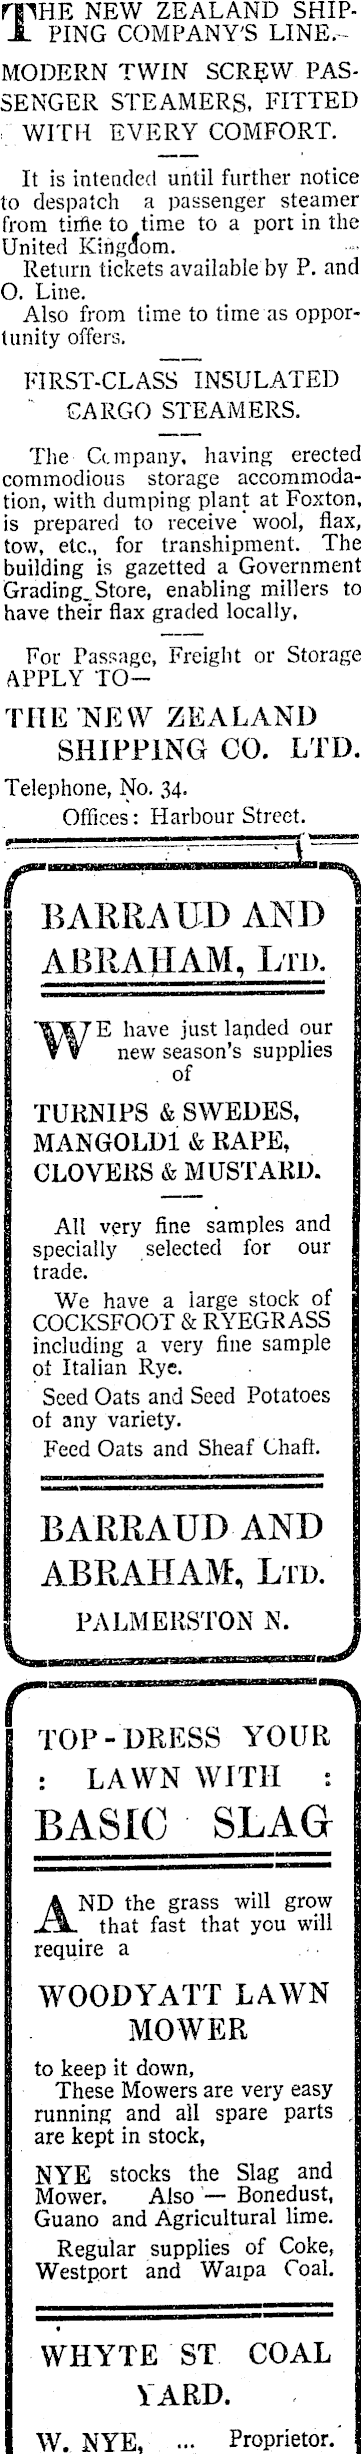 THE NEW ZEALAND SHIP-
PING COMPANY'S LINE.—
MODERN TWIN SCREW PAS-
SENGER STEAMERS, FITTED
WITH EVERY COMFORT.
It is intended until further notice
to despatch a passenger steamer
from time to time to a port in the
United Kingdom.
Return tickets available by P. and
O. Line.
Also from time to time as oppor-
tunity offers.
FIRST-CLASS INSULATED
CARGO STEAMERS.
The Company, having erected
commodious storage accommoda-
tion, with dumping plant at Foxton,
is prepared to receive wool, flax,
tow, etc., for transhipment. The
building is gazetted a Government
Grading Store, enabling millers to
have their flax graded locally,
For Passage, Freight or Storage
APPLY TO—
THE NEW ZEALAND
SHIPPING CO. LTD.
Telephone, No. 34.
Offices: Harbour Street.
BARRAUD AND
ABRAHAM, LTD.
WE have just landed our
new season's supplies
of
TURNIPS & SWEDES,
MANGOLD1 & RAPE,
CLOVERS & MUSTARD.
All very fine samples and
specially selected for our
trade.
We have a large stock of
COCKSFOOT & RYEGRASS
including a very fine sample
of Italian Rye.
Seed Oats and Seed Potatoes
of any variety.
Feed Oats and Sheaf Chaff.
BARRAUD AND
ABRAHAM, LTD.
PALMERSTON N.
TOP-DRESS YOUR
: LAWN WITH :
BASIC SLAG
AND the grass will grow
that fast that you will
require a
WOODYATT LAWN
MOWER
to keep it down,
These Mowers are very easy
running and all spare parts
are kept in stock,
NYE stocks the Slag and
Mower. Also — Bonedust,
Guano and Agricultural lime.
Regular supplies of Coke,
Westport and Waipa Coal.
WHYTE ST COAL
YARD.
W. NYE, ... Proprietor.